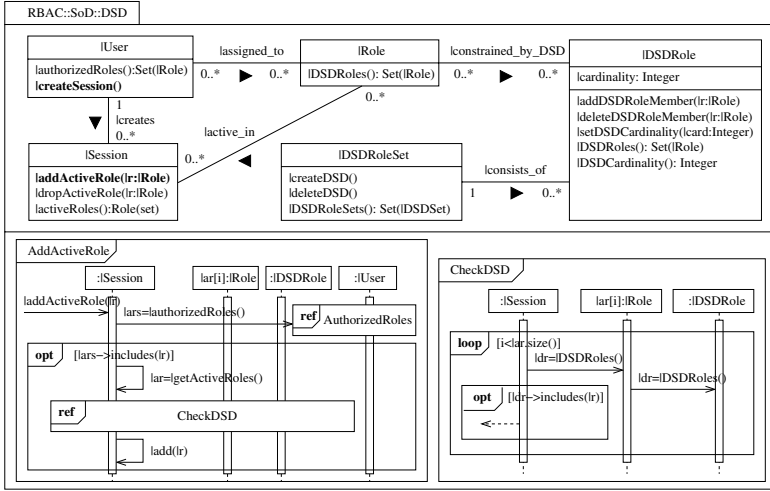 RBAC::SoD::DSD
|User
|authorizedRoles():Set(|Role)
|createSession()
|assigned_to
0..*
0..*
|Role
|DSDRoles(): Set(|Role)
|constrained_by_DSD
0..*
0..*
|DSDRole
|cardinality: Integer
|addDSDRoleMember(|r:|Role)
|deleteDSDRoleMember(|r:|Role)
|setDSDCardinality(|card:Integer)
|DSDRoles(): Set(|Role)
|DSDCardinality(): Integer
1
|creates
0..*
0..*
|active_in
0..*
|Session
|addActiveRole(|r:|Role)
|dropActiveRole(|r:|Role)
|activeRoles():Role(set)
|DSDRoleSet
|createDSD()
|deleteDSD()
|DSDRoleSets(): Set(|DSDSet)
|consists_of
1
0..*
AddActiveRole
:|Session
|ar[i]:|Role
:|DSDRole
:|User
|addActiveRole(|r)
|ars=|authorizedRoles()
ref
AuthorizedRoles
opt
[|ars->includes(|r)]
|ar=|getActiveRoles()
ref
CheckDSD
|add(|r)
CheckDSD
:|Session
|ar[i]:|Role
:|DSDRole
loop
[i<|ar.size()]
|dr=|DSDRoles()
|dr=|DSDRoles()
opt
[|dr->includes(|r)]